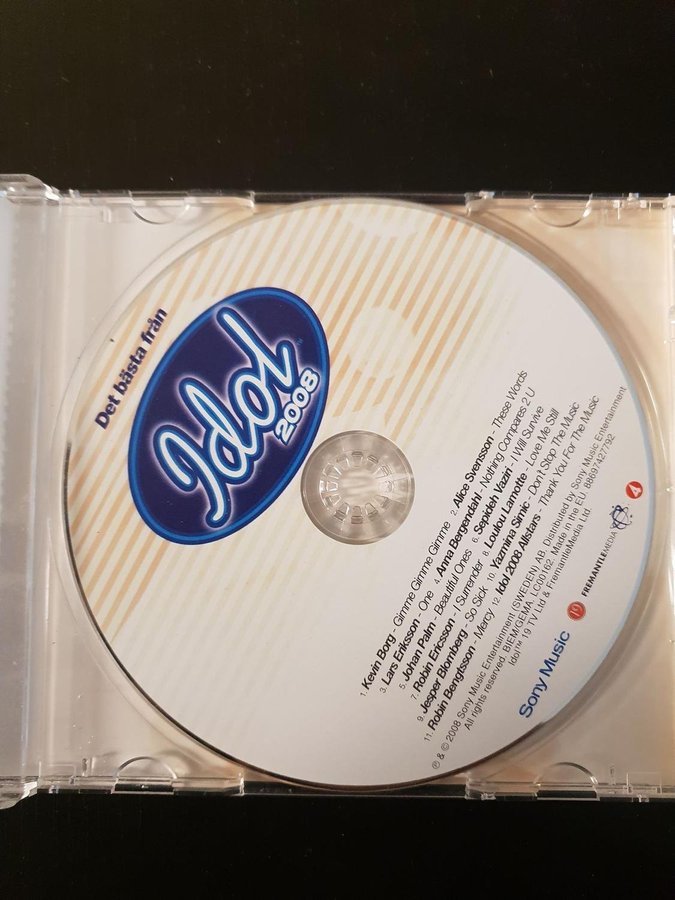 Det bästa från
Idol
2008
1. Kevin Borg - Gimme Gimme Gimme 2. Alice Svensson - These Words
3. Lars Eriksson - One 4. Anna Bergendahl - Nothing Compares 2 U
5. Johan Palm - Beautiful Ones 6. Sepideh Vaziri - I Will Survive
7. Robin Ericsson - I Surrender 8. Loulou Lamotte - Love Me Still
9. Jesper Blomberg - So Sick 10. Yazmina Simic - Don't Stop The Music
11. Robin Bengtsson - Mercy 12. Idol 2008 Allstars - Thank You For The Music
℗ & © 2008 Sony Music Entertainment (SWEDEN) AB. Distributed by Sony Music Entertainment
All rights reserved. BIEM/GEMA, LC00162. Made in the EU. 88697427792
Idol™ 19 TV Ltd & FremantleMedia Ltd.
Sony Music 19 FREMANTLEMEDIA 4